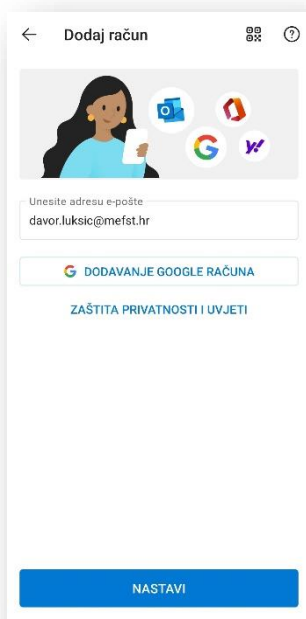 Dodaj račun
Unesite adresu e-pošte
davor.luksic@mefst.hr
G DODAVANJE GOOGLE RAČUNA
ZAŠTITA PRIVATNOSTI I UVJETI
NASTAVI